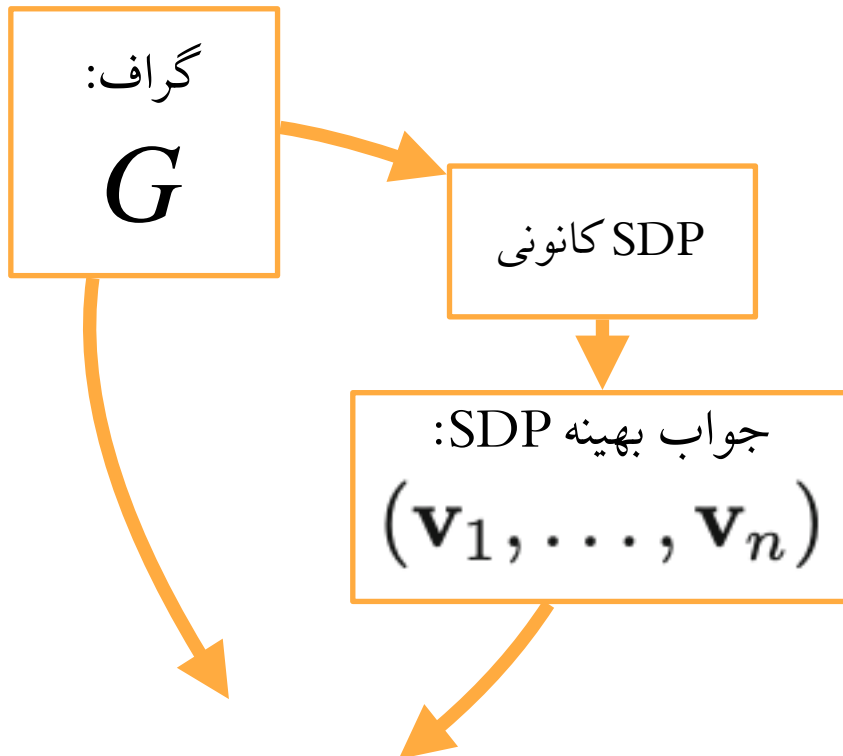 گراف:
G
SDP کانونی
جواب بهینه SDP:
(v₁, . . . , vₙ)